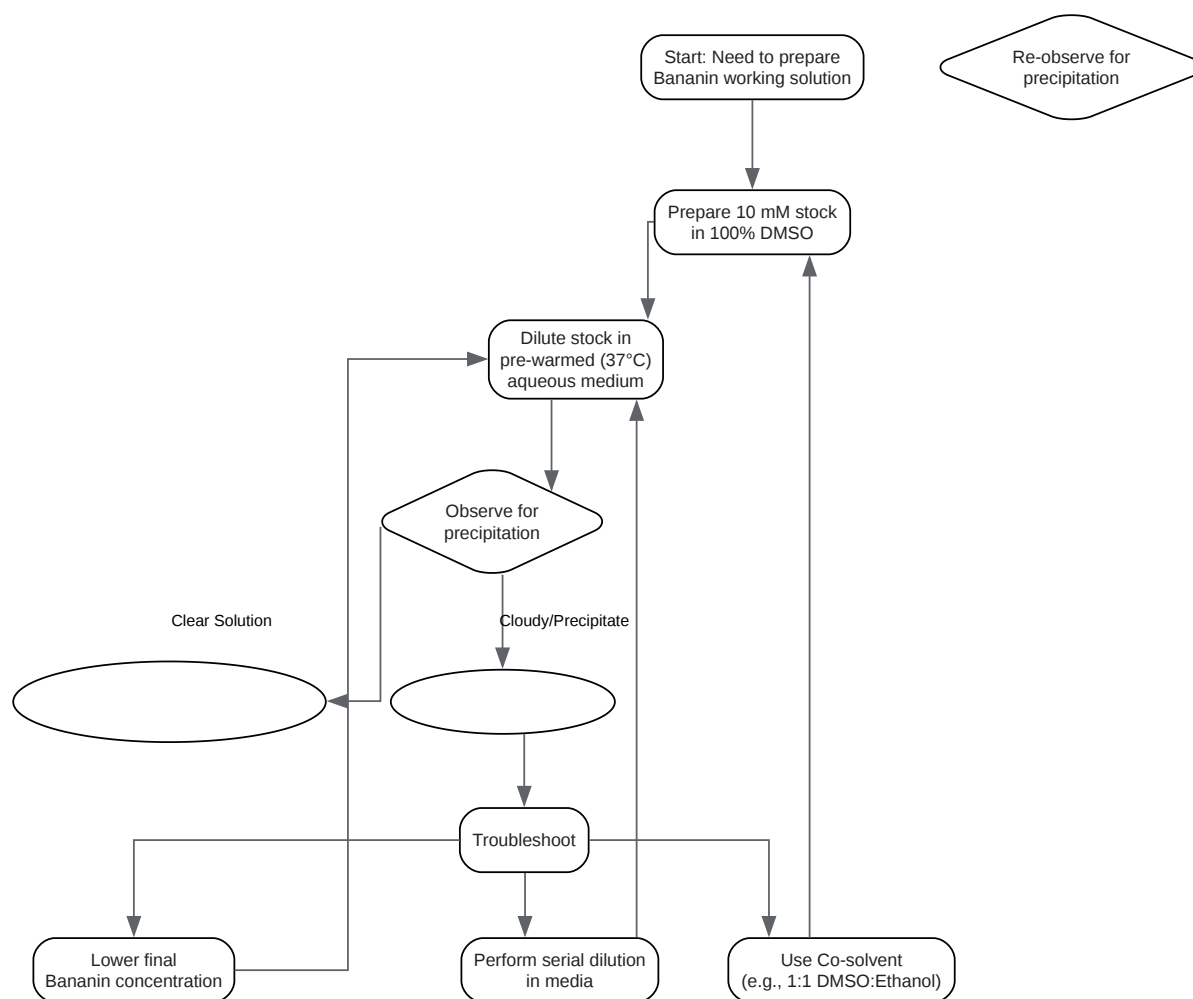 Start: Need to prepare
Bananin working solution
Re-observe for
precipitation
Prepare 10 mM stock
in 100% DMSO
Dilute stock in
pre-warmed (37°C)
aqueous medium
Observe for
precipitation
Clear Solution
Cloudy/Precipitate
Troubleshoot
Lower final
Bananin concentration
Perform serial dilution
in media
Use Co-solvent
(e.g., 1:1 DMSO:Ethanol)